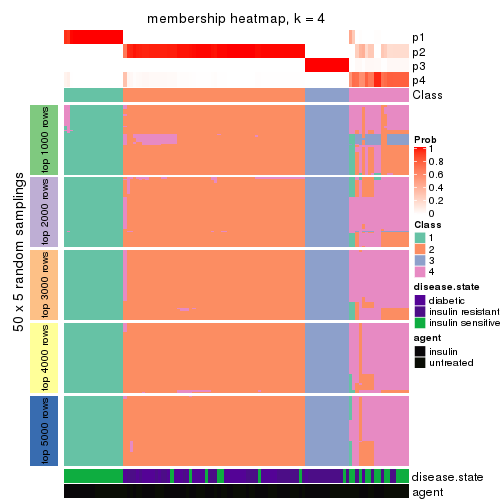 membership heatmap, k = 4
p1
p2
p3
p4
Class
50 x 5 random samplings
top 1000 rows
top 2000 rows
top 3000 rows
top 4000 rows
top 5000 rows
Prob
1
0.8
0.6
0.4
0.2
0
Class
1
2
3
4
disease.state
diabetic
insulin resistant
insulin sensitive
agent
insulin
untreated
disease.state
agent